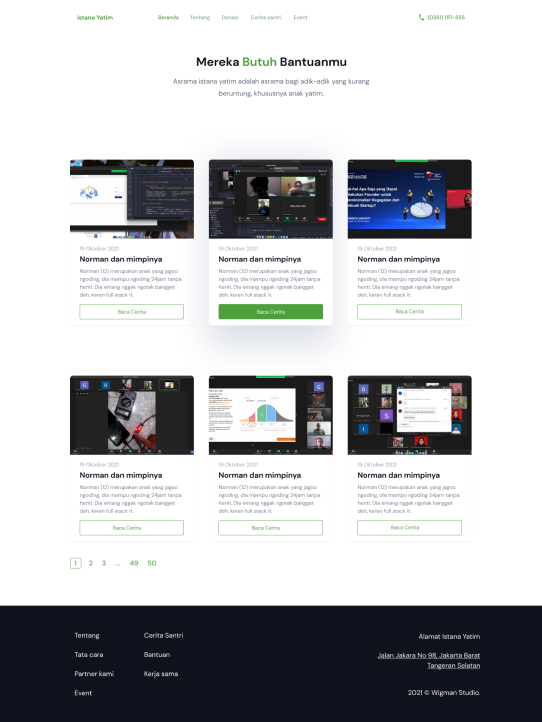 Istana Yatim
Beranda
Tentang
Donasi
Cerita santri
Event
(0361) 187-666
Mereka Butuh Bantuanmu
Asrama istana yatim adalah asrama bagi adik-adik yang kurang
beruntung, khususnya anak yatim.
19 Oktober 2021
Norman dan mimpinya
Norman (12) merupakan anak yang jagoo
ngoding, dia mampu ngoding 24jam tanpa
henti. Dia emang nggak ngotak bangget
deh, keren full stack it.
Baca Cerita
19 Oktober 2021
Norman dan mimpinya
Norman (12) merupakan anak yang jagoo
ngoding, dia mampu ngoding 24jam tanpa
henti. Dia emang nggak ngotak bangget
deh, keren full stack it.
Baca Cerita
19 Oktober 2021
Norman dan mimpinya
Norman (12) merupakan anak yang jagoo
ngoding, dia mampu ngoding 24jam tanpa
henti. Dia emang nggak ngotak bangget
deh, keren full stack it.
Baca Cerita
19 Oktober 2021
Norman dan mimpinya
Norman (12) merupakan anak yang jagoo
ngoding, dia mampu ngoding 24jam tanpa
henti. Dia emang nggak ngotak bangget
deh, keren full stack it.
Baca Cerita
19 Oktober 2021
Norman dan mimpinya
Norman (12) merupakan anak yang jagoo
ngoding, dia mampu ngoding 24jam tanpa
henti. Dia emang nggak ngotak bangget
deh, keren full stack it.
Baca Cerita
19 Oktober 2021
Norman dan mimpinya
Norman (12) merupakan anak yang jagoo
ngoding, dia mampu ngoding 24jam tanpa
henti. Dia emang nggak ngotak bangget
deh, keren full stack it.
Baca Cerita
1 2 3 ... 49 50
Tentang
Tata cara
Partner kami
Event
Cerita Santri
Bantuan
Kerja sama
Alamat Istana Yatim
Jalan Jakara No 98, Jakarta Barat
Tangeran Selatan
2021 © Wigman Studio.